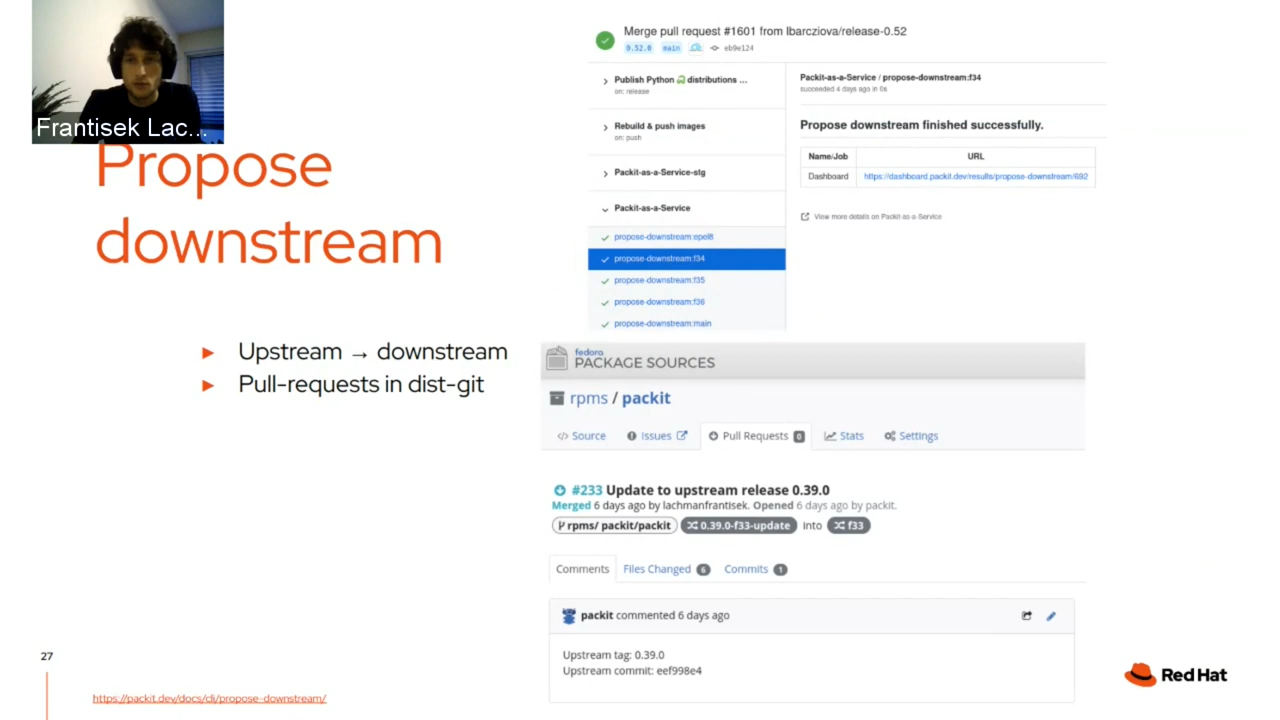 Frantisek Lac...
Propose
downstream
► Upstream → downstream
► Pull-requests in dist-git
Merge pull request #1601 from lbarcziova/release-0.52
0.52.0 main eb9e124
Publish Python distributions ...
on: release
Rebuild & push images
on: push
Packit-as-a-Service-stg
Packit-as-a-Service
propose-downstream:epel8
propose-downstream:f34
propose-downstream:f35
propose-downstream:f36
propose-downstream:main
Packit-as-a-Service / propose-downstream:f34
succeeded 4 days ago in 0s
Propose downstream finished successfully.
Name/Job URL
Dashboard https://dashboard.packit.dev/results/propose-downstream/692
View more details on Packit-as-a-Service
fedora
PACKAGE SOURCES
rpms / packit
</> Source Issues Pull Requests 0 Stats Settings
#233 Update to upstream release 0.39.0
Merged 6 days ago by lachmanfrantisek. Opened 6 days ago by packit.
rpms/ packit/packit 0.39.0-f33-update into f33
Comments Files Changed 6 Commits 1
packit commented 6 days ago
Upstream tag: 0.39.0
Upstream commit: eef998e4
27
https://packit.dev/docs/cli/propose-downstream/
Red Hat